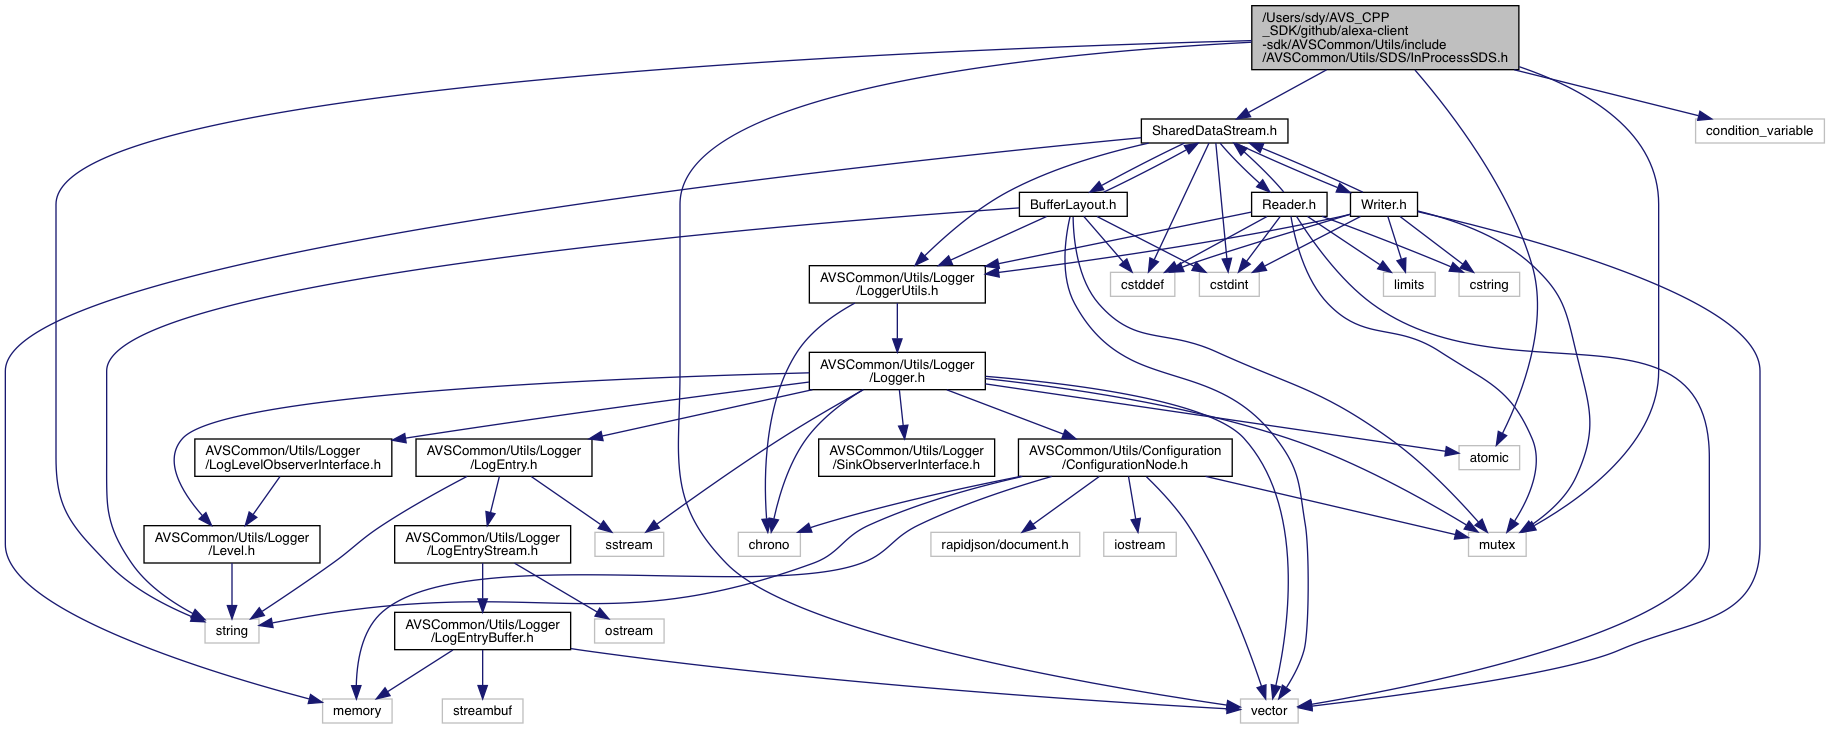 /Users/sdy/AVS_CPP
_SDK/github/alexa-client
-sdk/AVSCommon/Utils/include
/AVSCommon/Utils/SDS/InProcessSDS.h
SharedDataStream.h
condition_variable
BufferLayout.h
Reader.h
Writer.h
AVSCommon/Utils/Logger
/LoggerUtils.h
cstddef
cstdint
limits
cstring
AVSCommon/Utils/Logger
/Logger.h
AVSCommon/Utils/Logger
/LogLevelObserverInterface.h
AVSCommon/Utils/Logger
/LogEntry.h
AVSCommon/Utils/Logger
/SinkObserverInterface.h
AVSCommon/Utils/Configuration
/ConfigurationNode.h
atomic
AVSCommon/Utils/Logger
/Level.h
AVSCommon/Utils/Logger
/LogEntryStream.h
sstream
chrono
rapidjson/document.h
iostream
mutex
string
AVSCommon/Utils/Logger
/LogEntryBuffer.h
ostream
memory
streambuf
vector